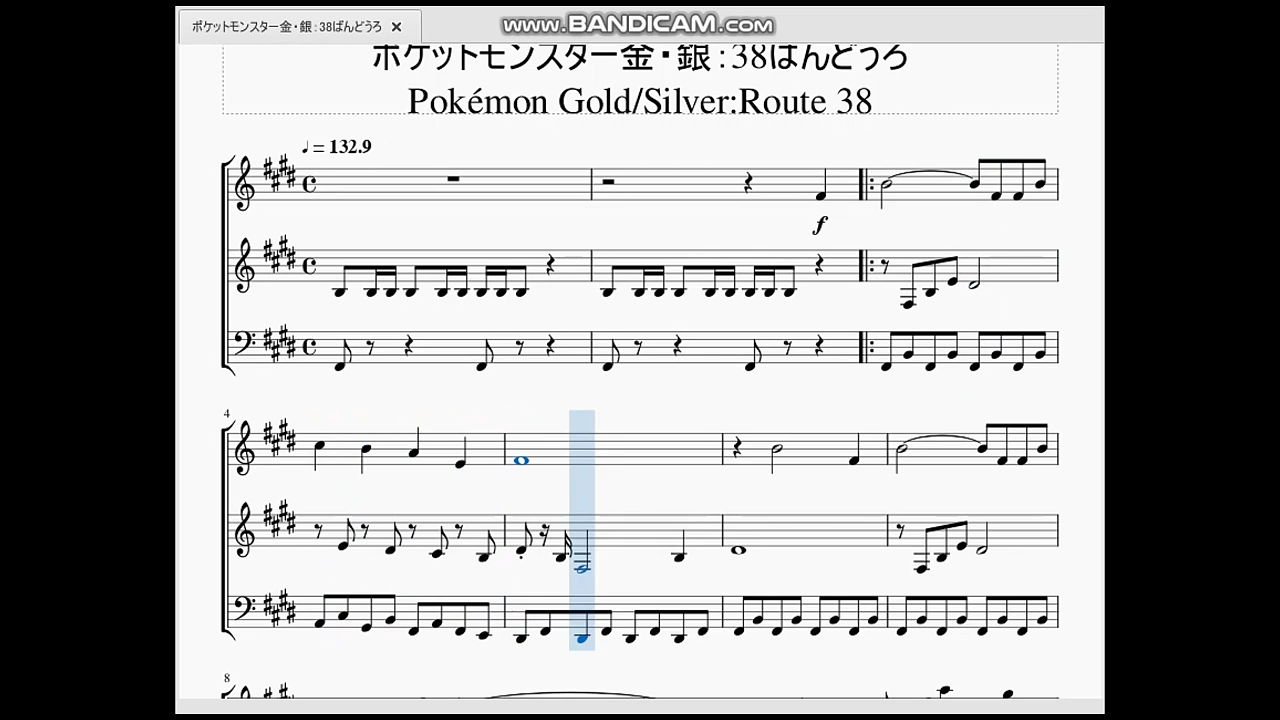 ポケットモンスター金・銀：38ばんどうろ ×
www.BANDICAM.com
ポケットモンスター金・銀：38ばんどうろ
Pokémon Gold/Silver:Route 38
♩= 132.9
f
4
8